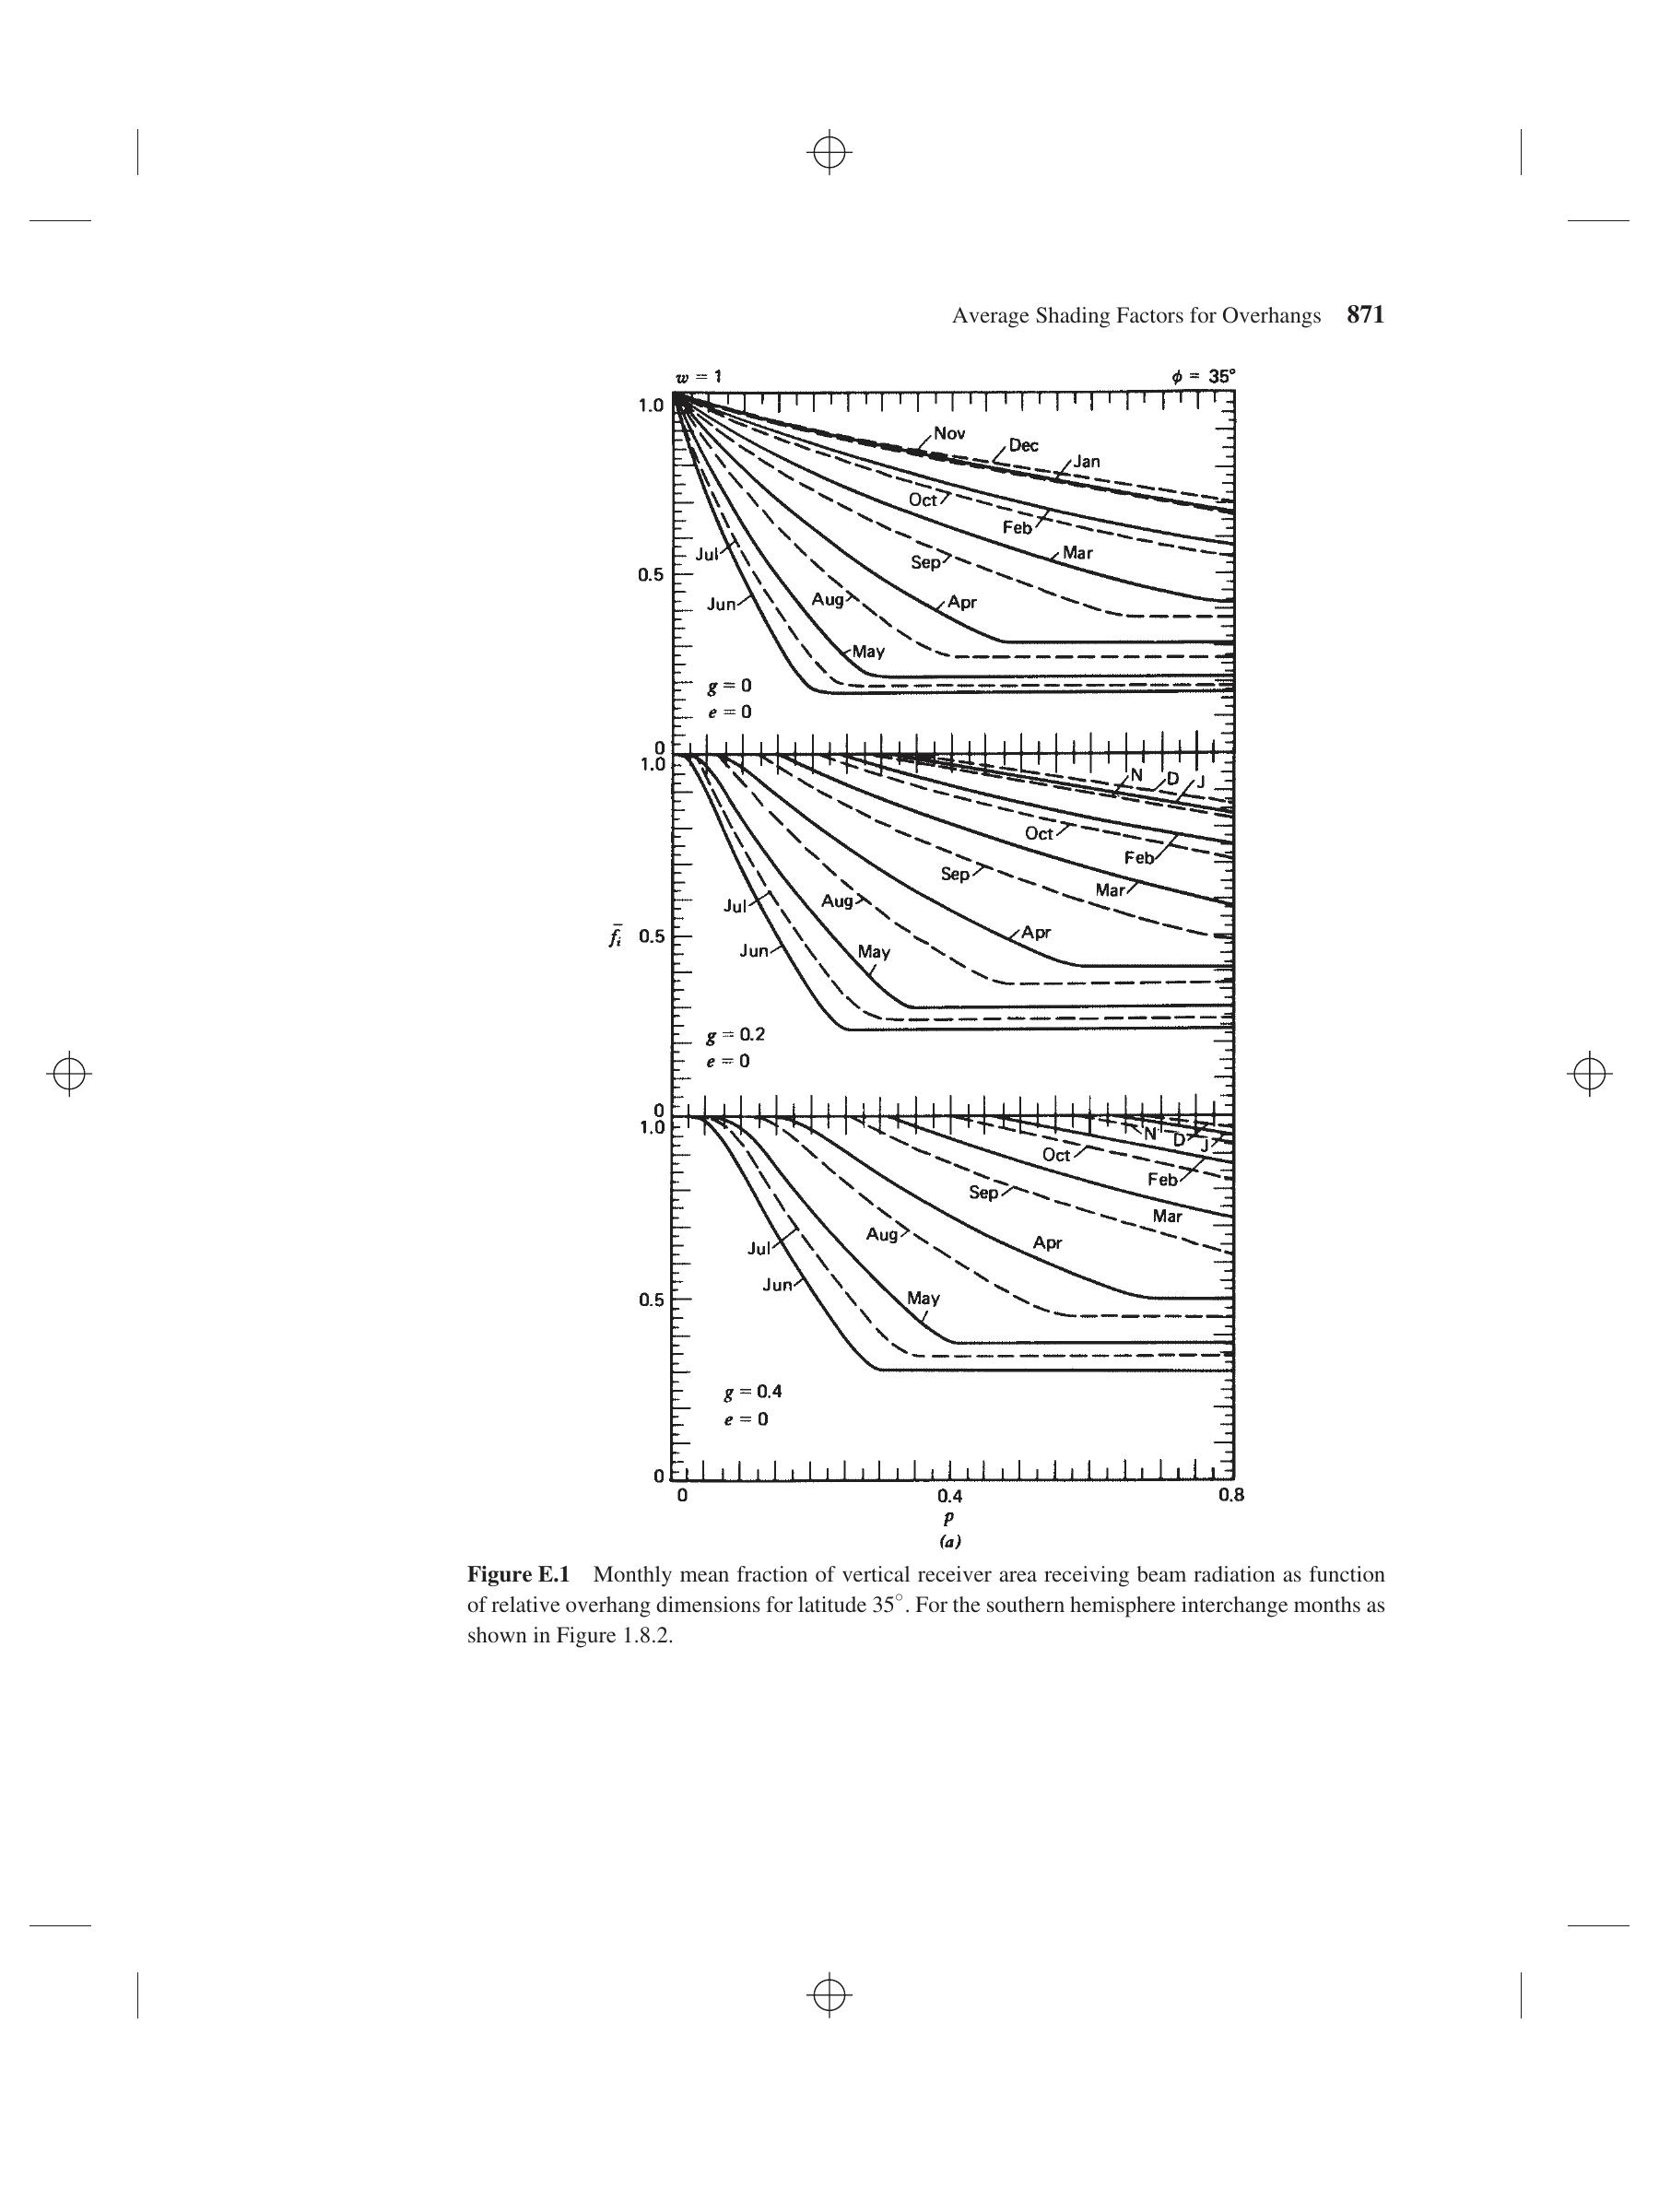 Average Shading Factors for Overhangs 871
w = 1
ϕ = 35°
1.0
Nov
Dec
Jan
Oct
Feb
Mar
Jul
Sep
0.5
Jun
Aug
Apr
May
g = 0
e = 0
0
1.0
N
D
J
Oct
Feb
Sep
Mar
Jul
Aug
f̄i
0.5
Apr
Jun
May
g = 0.2
e = 0
0
1.0
N
D
J
Oct
Feb
Sep
Mar
Aug
Apr
Jul
Jun
0.5
May
g = 0.4
e = 0
0
0
0.4
0.8
p
(a)
Figure E.1 Monthly mean fraction of vertical receiver area receiving beam radiation as function
of relative overhang dimensions for latitude 35°. For the southern hemisphere interchange months as
shown in Figure 1.8.2.